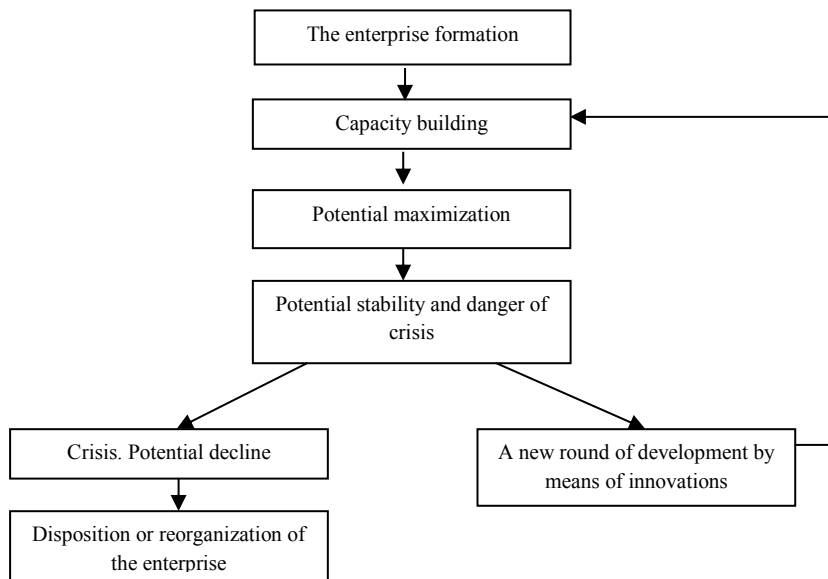 The enterprise formation
Capacity building
Potential maximization
Potential stability and danger of
crisis
Crisis. Potential decline
A new round of development by
means of innovations
Disposition or reorganization of
the enterprise